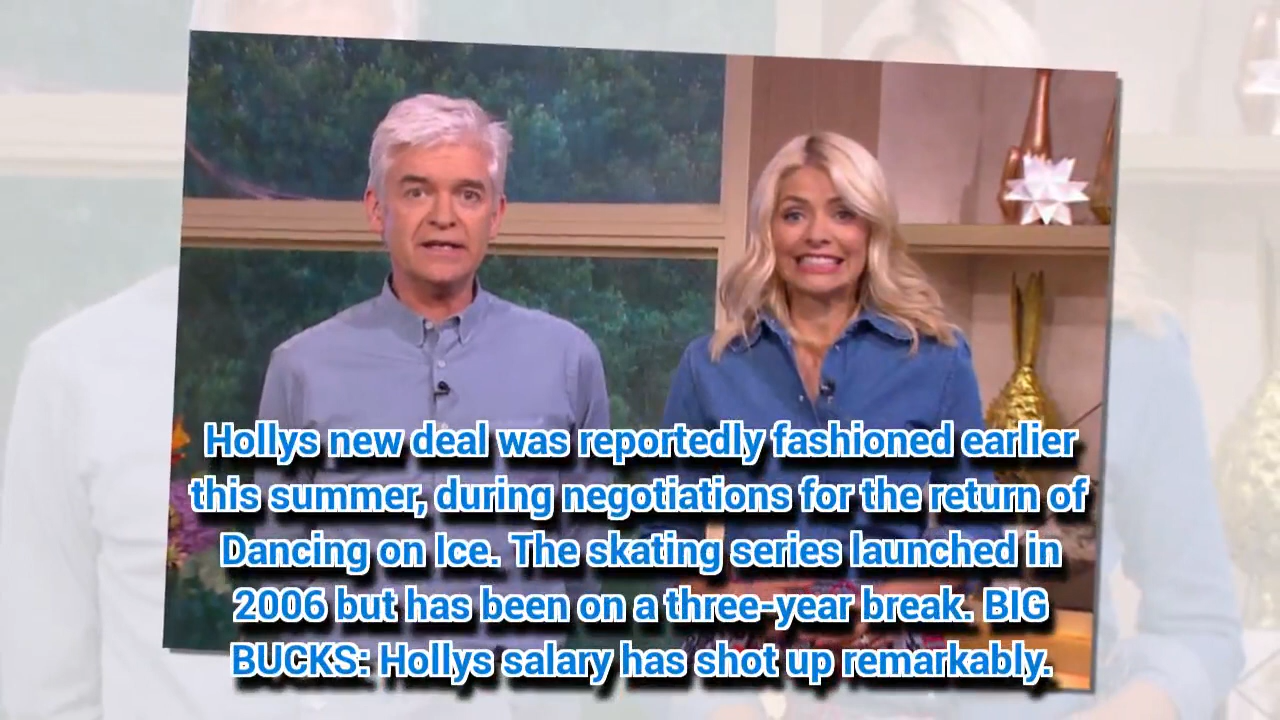 Hollys new deal was reportedly fashioned earlier
this summer, during negotiations for the return of
Dancing on Ice. The skating series launched in
2006 but has been on a three-year break. BIG
BUCKS: Hollys salary has shot up remarkably.